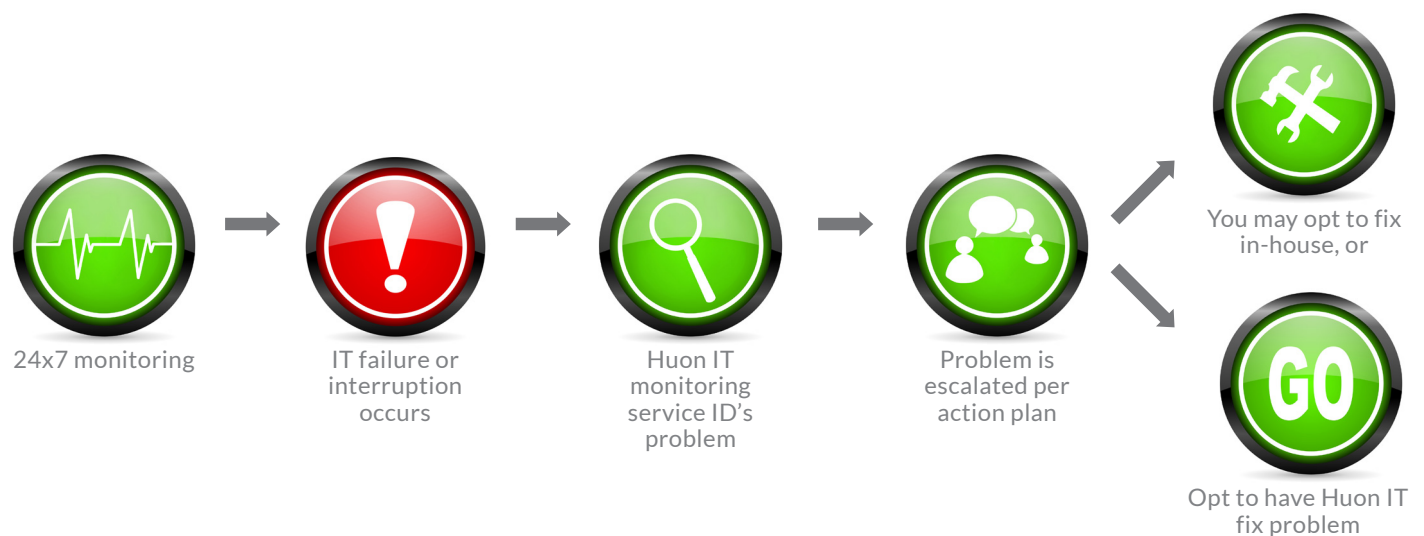 24x7 monitoring
IT failure or
interruption
occurs
Huon IT
monitoring
service ID’s
problem
Problem is
escalated per
action plan
You may opt to fix
in-house, or
GO
Opt to have Huon IT
fix problem